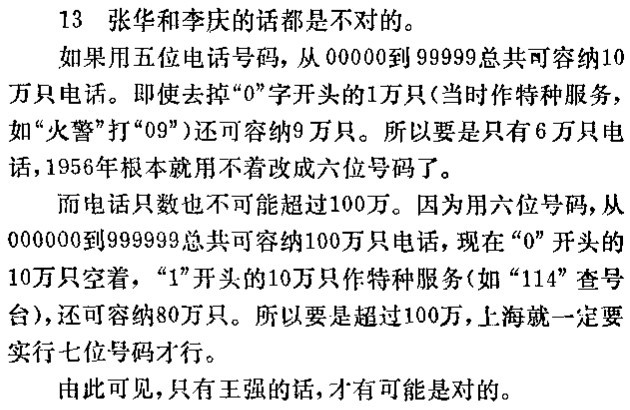 13 张华和李庆的话都是不对的。
如果用五位电话号码，从00000到99999总共可容纳10
万只电话。即使去掉“0”字开头的1万只(当时作特种服务，
如“火警”打“09”)还可容纳9万只。所以要是只有6万只电
话，1956年根本就用不着改成六位号码了。
而电话只数也不可能超过100万。因为用六位号码，从
000000到999999总共可容纳100万只电话，现在“0”开头的
10万只空着，“1”开头的10万只作特种服务(如“114”查号
台)，还可容纳80万只。所以要是超过100万，上海就一定要
实行七位号码才行。
由此可见，只有王强的话，才有可能是对的。